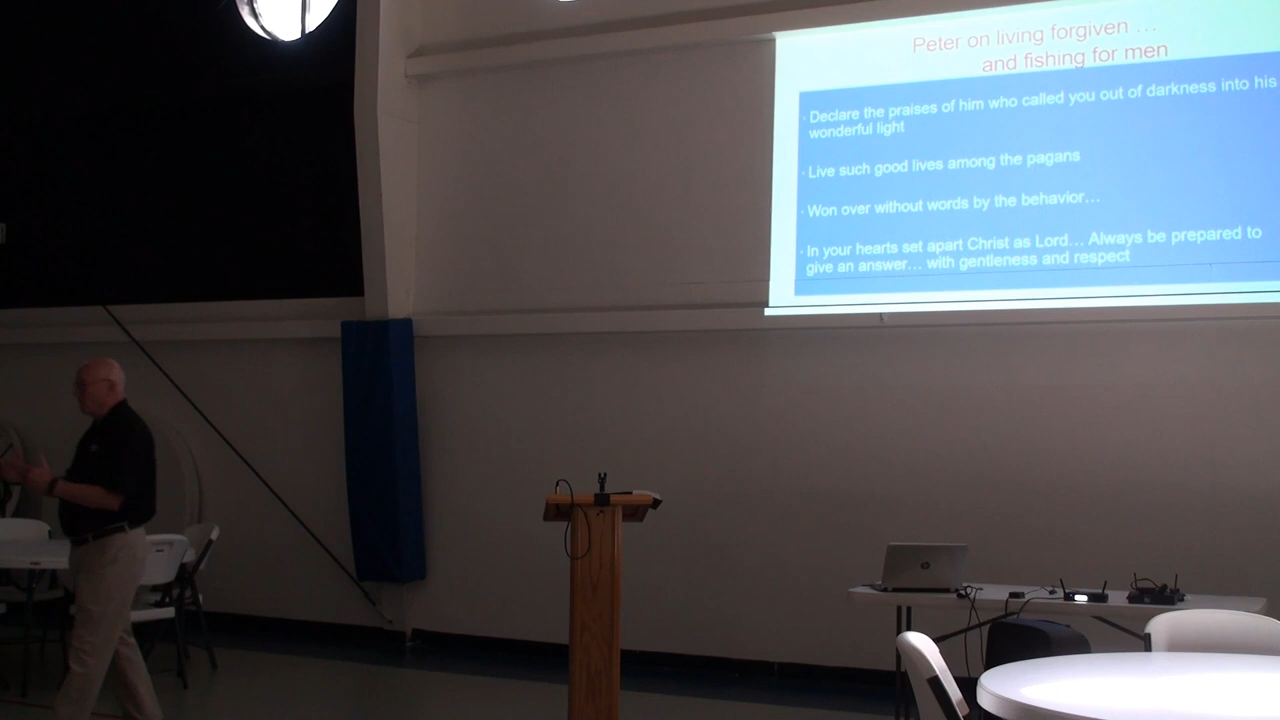 Peter on living forgiven …
and fishing for men
· Declare the praises of him who called you out of darkness into his
wonderful light
· Live such good lives among the pagans
· Won over without words by the behavior…
· In your hearts set apart Christ as Lord… Always be prepared to
give an answer… with gentleness and respect
hp